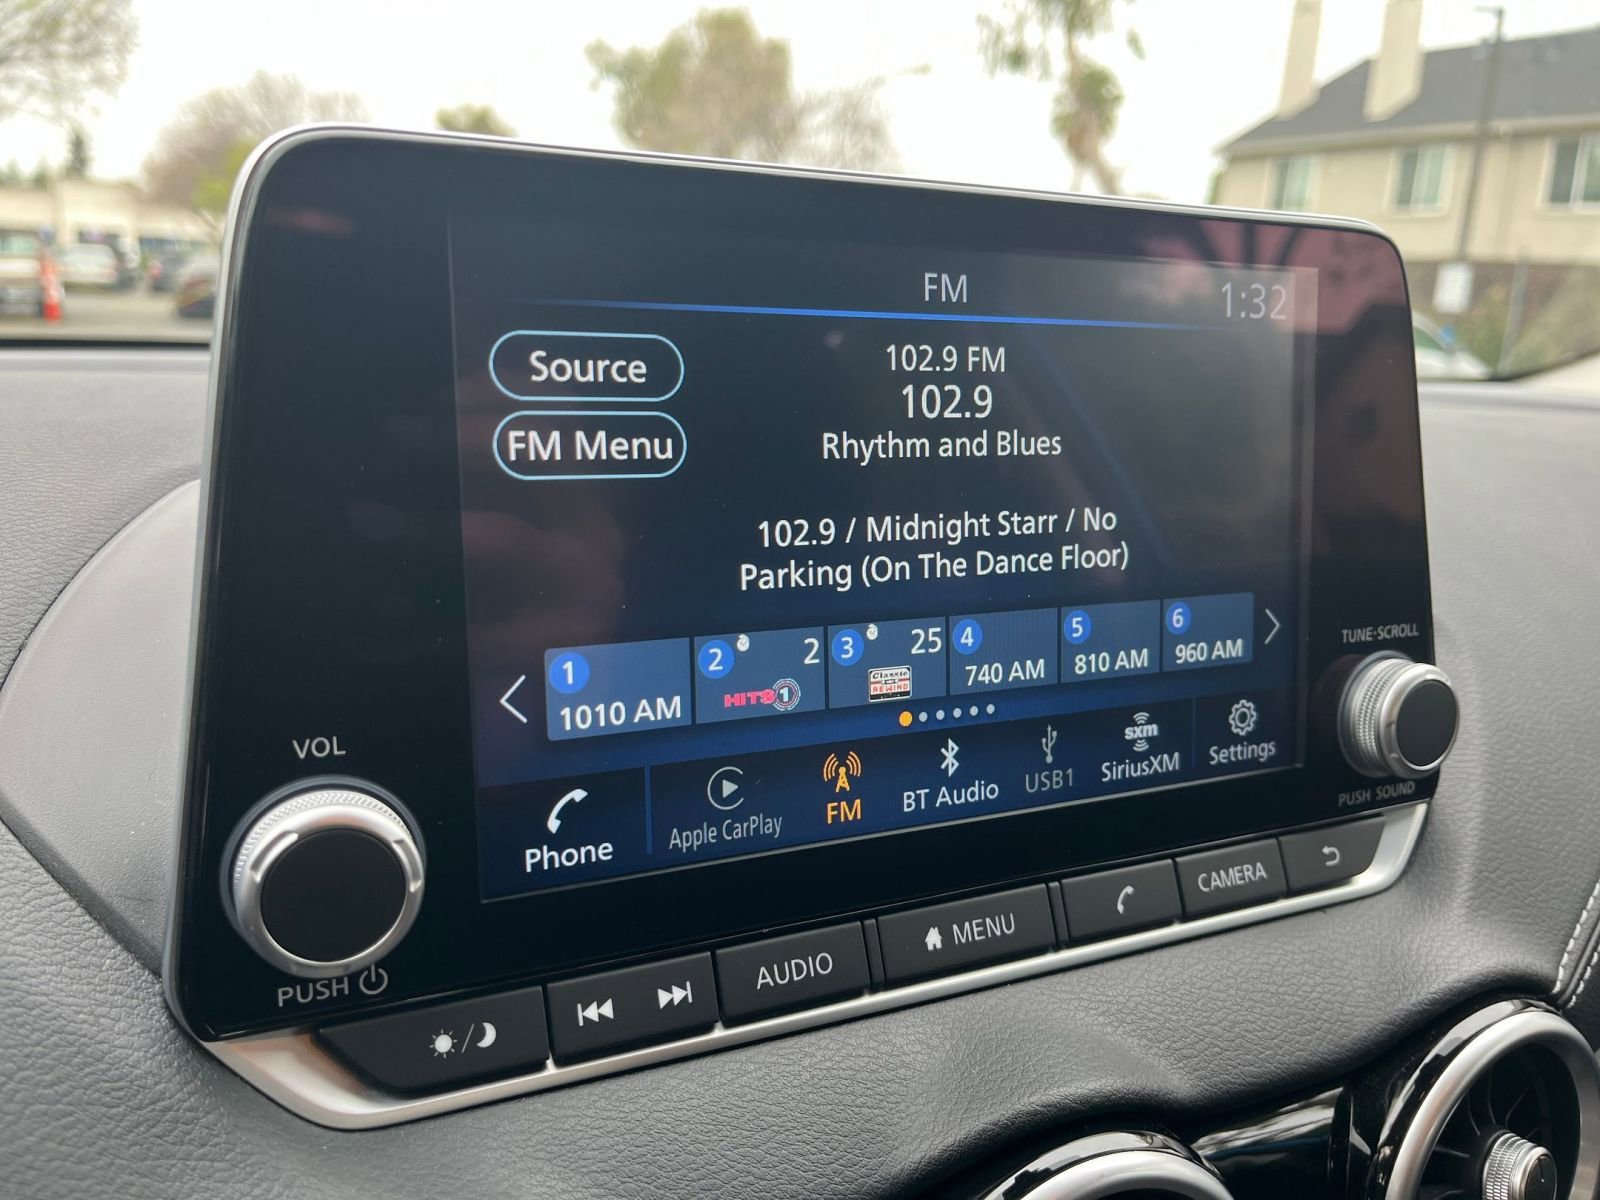 FM
1:32
Source
102.9 FM
102.9
FM Menu
Rhythm and Blues
102.9 / Midnight Starr / No
Parking (On The Dance Floor)
1
1010 AM
2
2
HITS 1
3
25
Classic
REWIND
4
740 AM
5
810 AM
6
960 AM
TUNE·SCROLL
PUSH SOUND
VOL
PUSH
Phone
Apple CarPlay
FM
BT Audio
USB1
sxm
SiriusXM
Settings
AUDIO
MENU
CAMERA